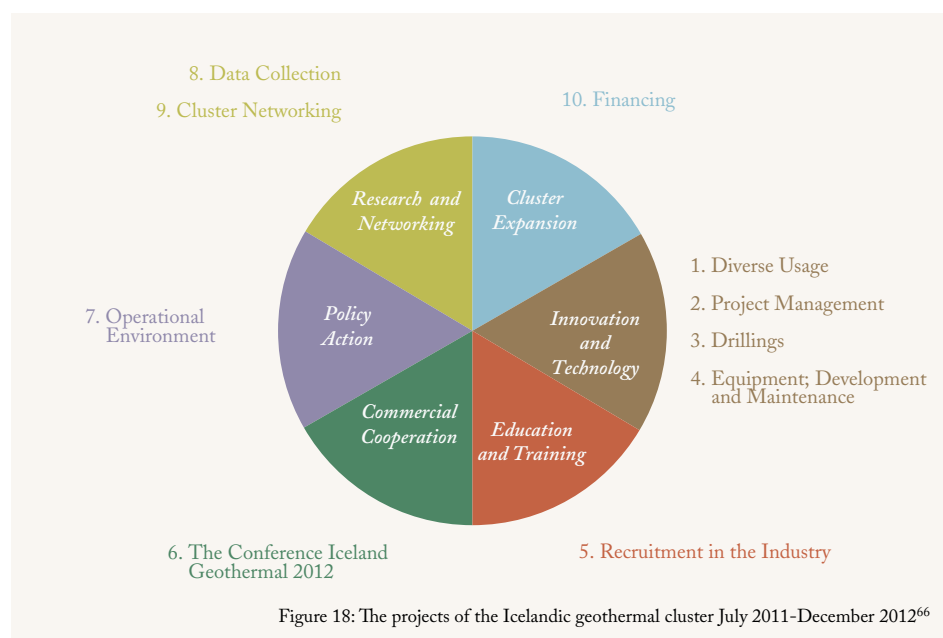 8. Data Collection
9. Cluster Networking
10. Financing
Research and
Networking
Cluster
Expansion
1. Diverse Usage
2. Project Management
3. Drillings
4. Equipment; Development
and Maintenance
7. Operational
Environment
Policy
Action
Innovation
and
Technology
Commercial
Cooperation
Education
and Training
6. The Conference Iceland
Geothermal 2012
5. Recruitment in the Industry
Figure 18: The projects of the Icelandic geothermal cluster July 2011-December 2012⁶⁶